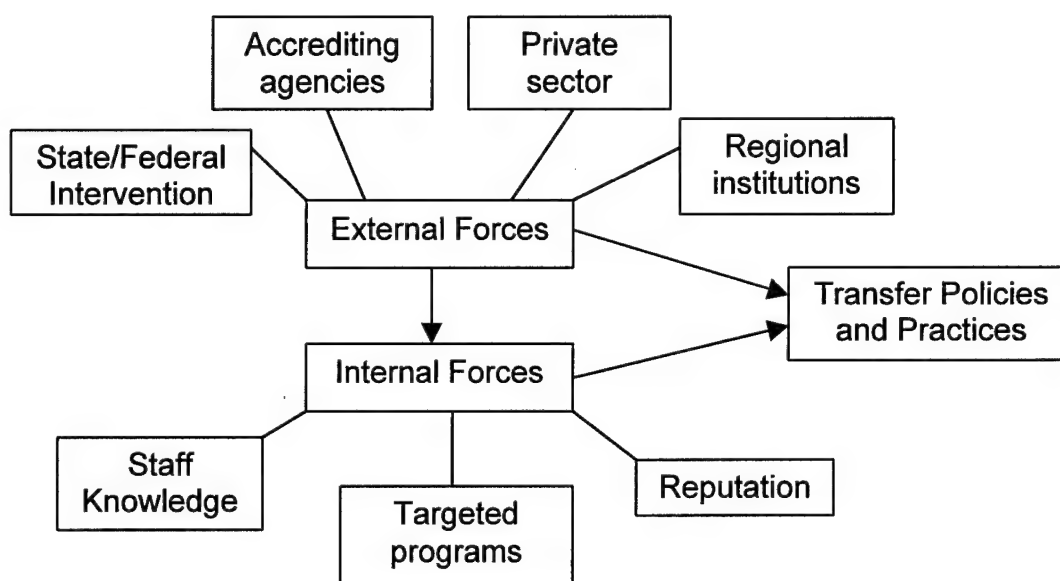 Accrediting
agencies
Private
sector
State/Federal
Intervention
Regional
institutions
External Forces
Transfer Policies
and Practices
Internal Forces
Staff
Knowledge
Targeted
programs
Reputation